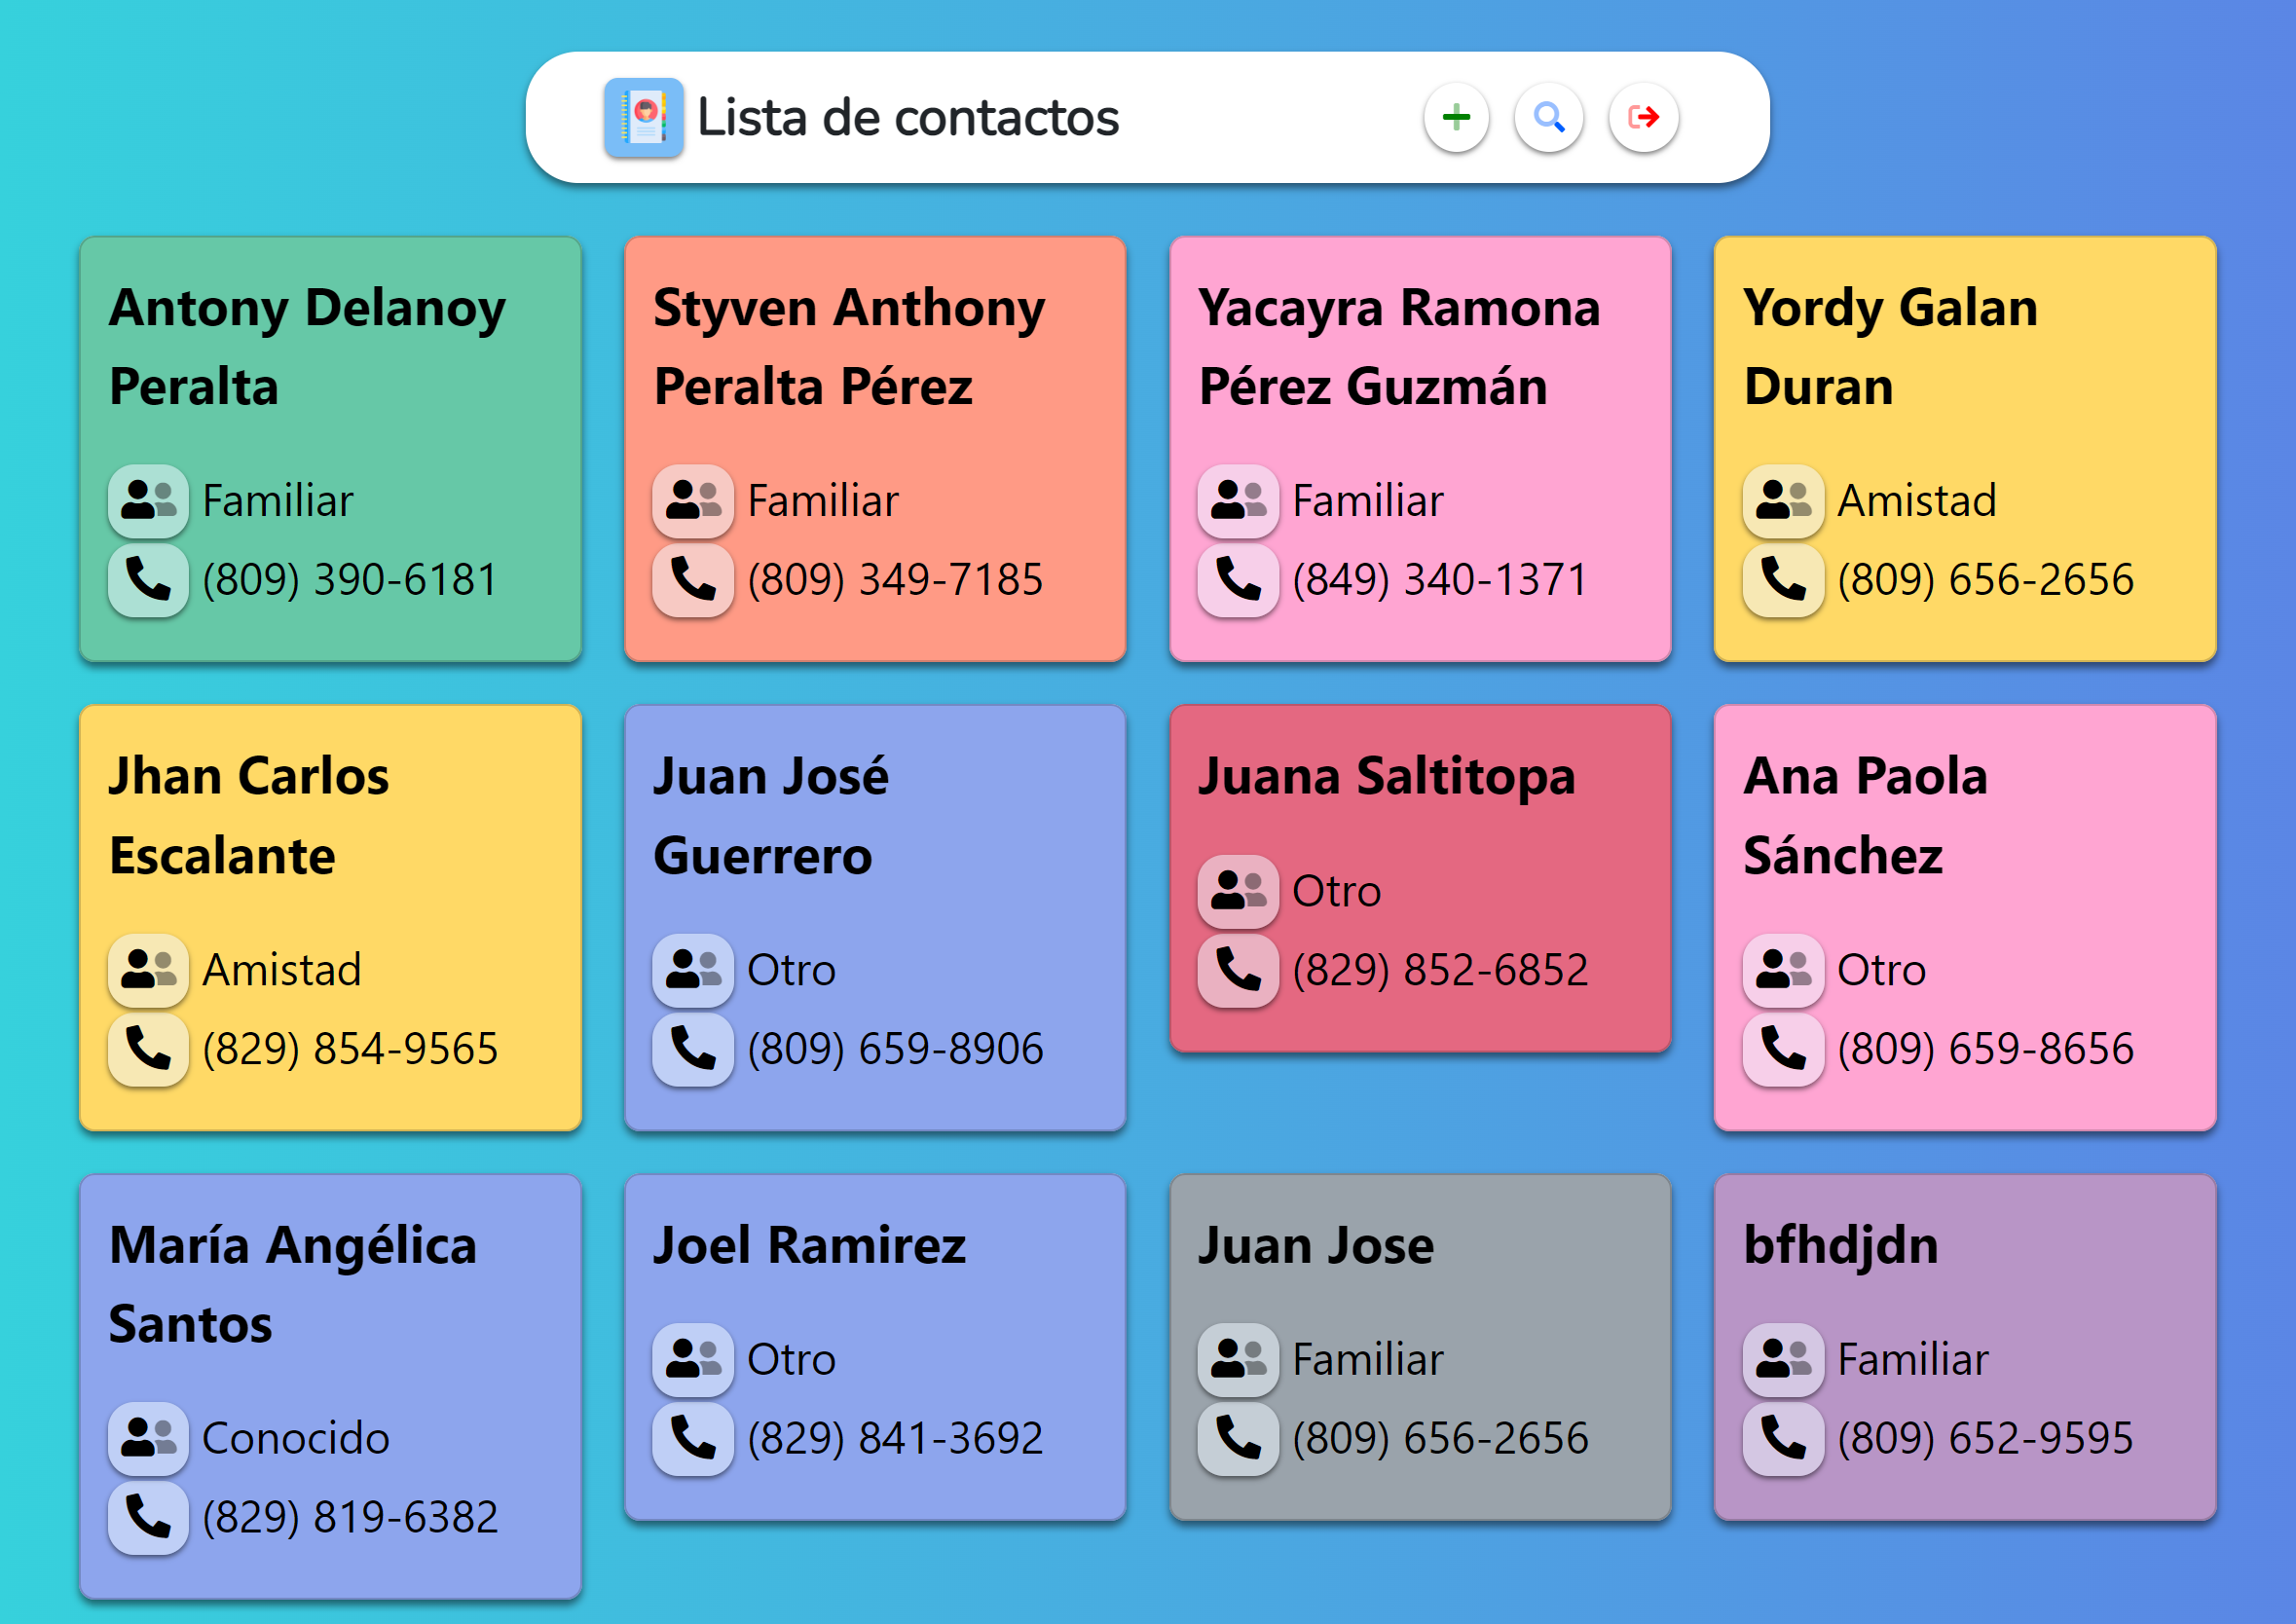 Lista de contactos
Antony Delanoy
Peralta
Familiar
(809) 390-6181
Styven Anthony
Peralta Pérez
Familiar
(809) 349-7185
Yacayra Ramona
Pérez Guzmán
Familiar
(849) 340-1371
Yordy Galan
Duran
Amistad
(809) 656-2656
Jhan Carlos
Escalante
Amistad
(829) 854-9565
Juan José
Guerrero
Otro
(809) 659-8906
Juana Saltitopa
Otro
(829) 852-6852
Ana Paola
Sánchez
Otro
(809) 659-8656
María Angélica
Santos
Conocido
(829) 819-6382
Joel Ramirez
Otro
(829) 841-3692
Juan Jose
Familiar
(809) 656-2656
bfhdjdn
Familiar
(809) 652-9595